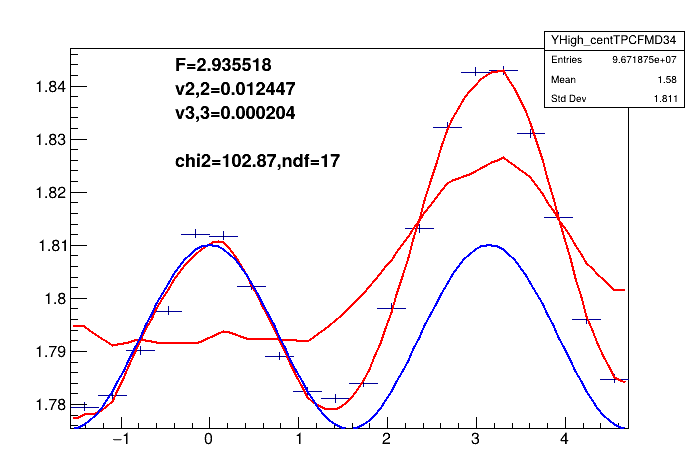 YHigh_centTPCFMD34
Entries 9.671875e+07
Mean 1.58
Std Dev 1.811
F=2.935518
v2,2=0.012447
v3,3=0.000204
chi2=102.87,ndf=17
1.84
1.83
1.82
1.81
1.8
1.79
1.78
−1 0 1 2 3 4